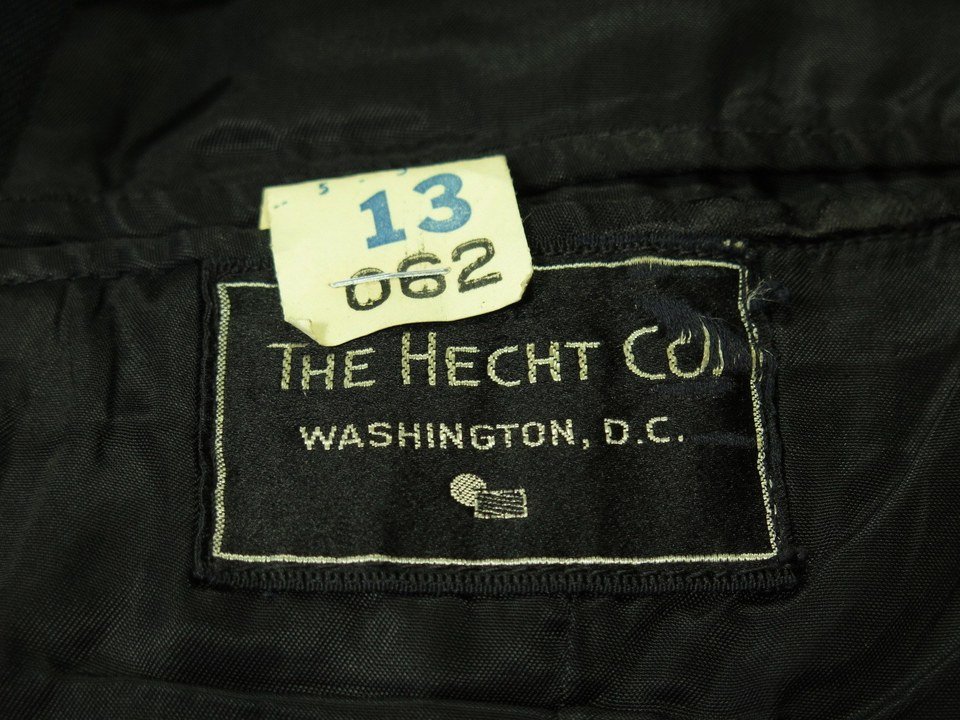 13
062
THE HECHT CO.
WASHINGTON, D.C.